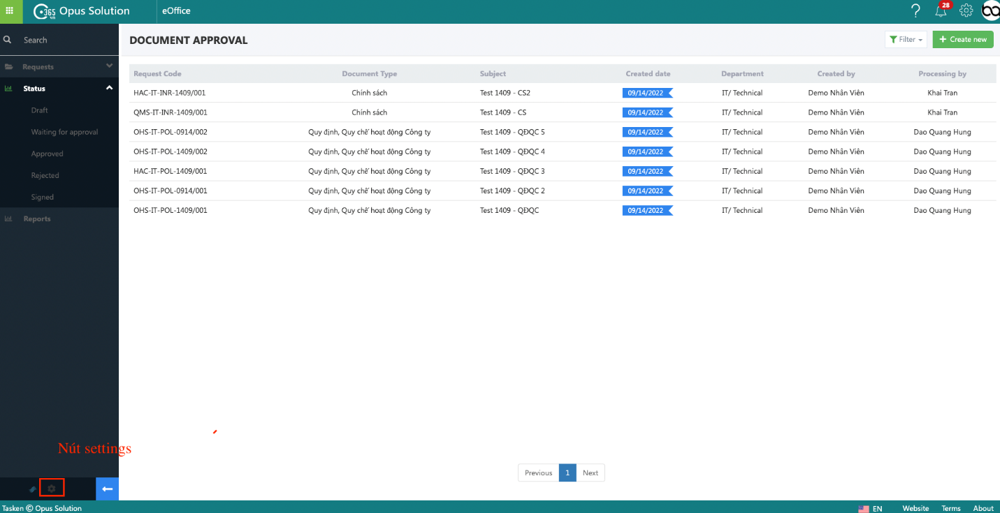 365 vn Opus Solution eOffice 28
Search
DOCUMENT APPROVAL Filter + Create new
Requests
Status
Draft
Waiting for approval
Approved
Rejected
Signed
Reports
Request Code Document Type Subject Created date Department Created by Processing by
HAC-IT-INR-1409/001 Chính sách Test 1409 - CS2 09/14/2022 IT/ Technical Demo Nhân Viên Khai Tran
QMS-IT-INR-1409/001 Chính sách Test 1409 - CS 09/14/2022 IT/ Technical Demo Nhân Viên Khai Tran
OHS-IT-POL-0914/002 Quy định, Quy chế hoạt động Công ty Test 1409 - QĐQC 5 09/14/2022 IT/ Technical Demo Nhân Viên Dao Quang Hung
OHS-IT-POL-1409/002 Quy định, Quy chế hoạt động Công ty Test 1409 - QĐQC 4 09/14/2022 IT/ Technical Demo Nhân Viên Dao Quang Hung
HAC-IT-POL-1409/001 Quy định, Quy chế hoạt động Công ty Test 1409 - QĐQC 3 09/14/2022 IT/ Technical Demo Nhân Viên Dao Quang Hung
OHS-IT-POL-0914/001 Quy định, Quy chế hoạt động Công ty Test 1409 - QĐQC 2 09/14/2022 IT/ Technical Demo Nhân Viên Dao Quang Hung
OHS-IT-POL-1409/001 Quy định, Quy chế hoạt động Công ty Test 1409 - QĐQC 09/14/2022 IT/ Technical Demo Nhân Viên Dao Quang Hung
Nút settings
Previous 1 Next
Tasken © Opus Solution EN Website Terms About